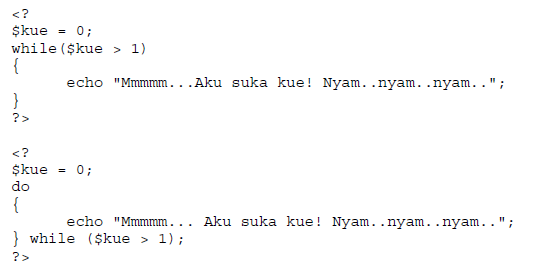 <?
$kue = 0;
while($kue > 1)
{
echo "Mmmmm...Aku suka kue! Nyam..nyam..nyam..";
}
?>
<?
$kue = 0;
do
{
echo "Mmmmm... Aku suka kue! Nyam..nyam..nyam..";
} while ($kue > 1);
?>